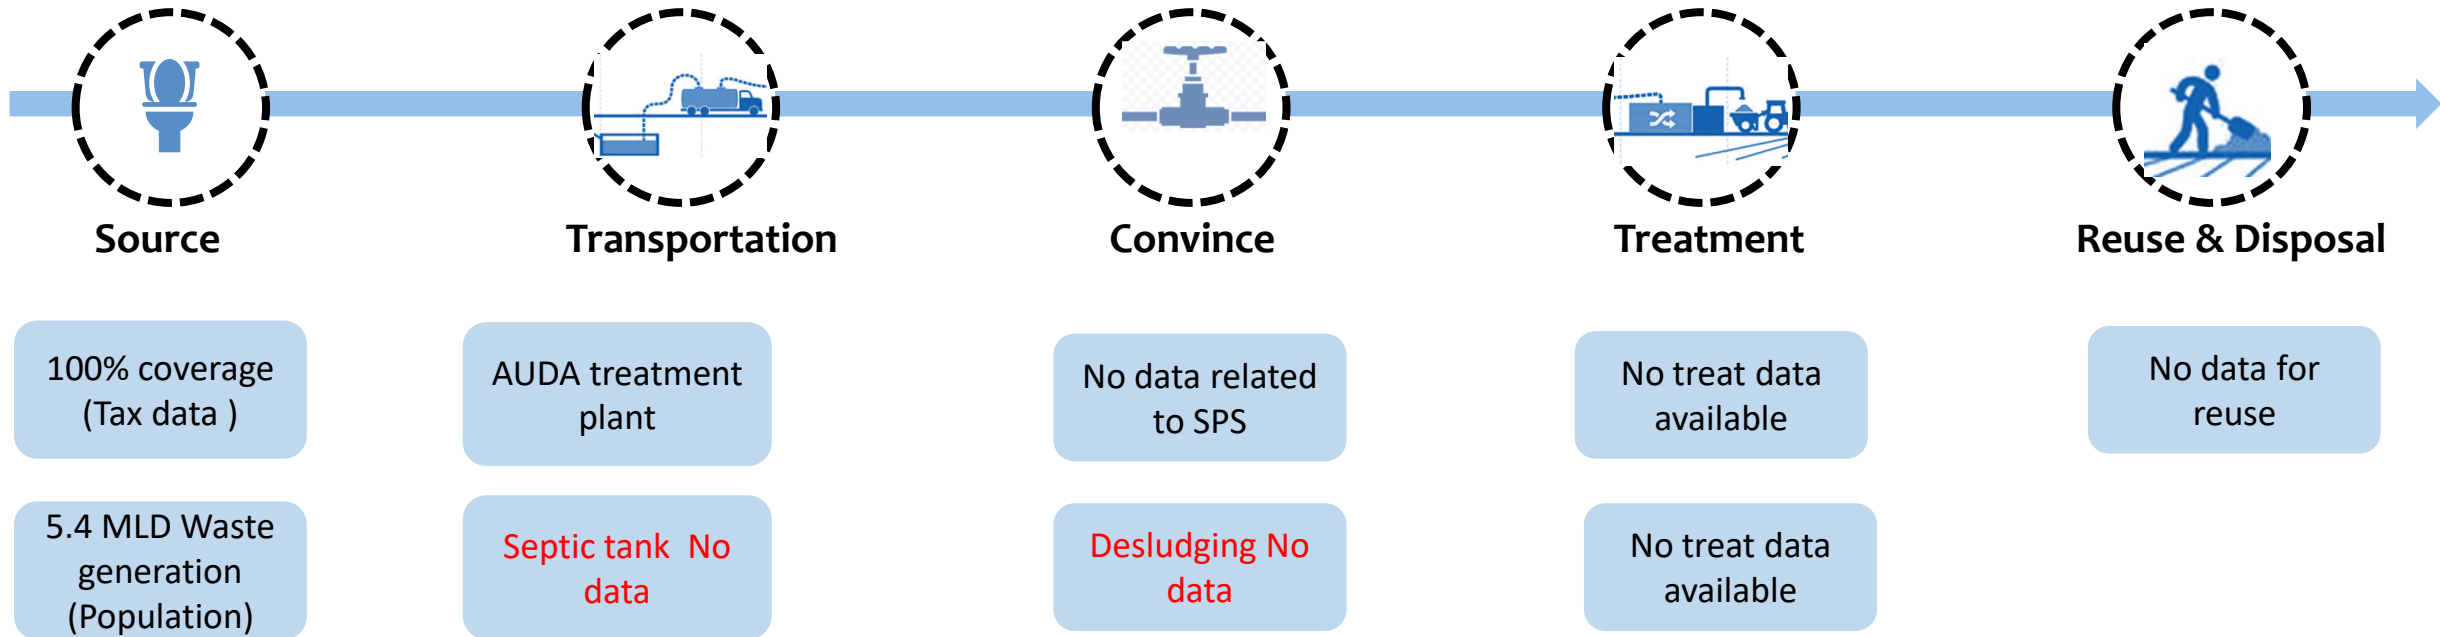 Source
Transportation
Convince
Treatment
Reuse & Disposal
100% coverage
(Tax data )
AUDA treatment
plant
No data related
to SPS
No treat data
available
No data for
reuse
5.4 MLD Waste
generation
(Population)
Septic tank  No
data
Desludging No
data
No treat data
available